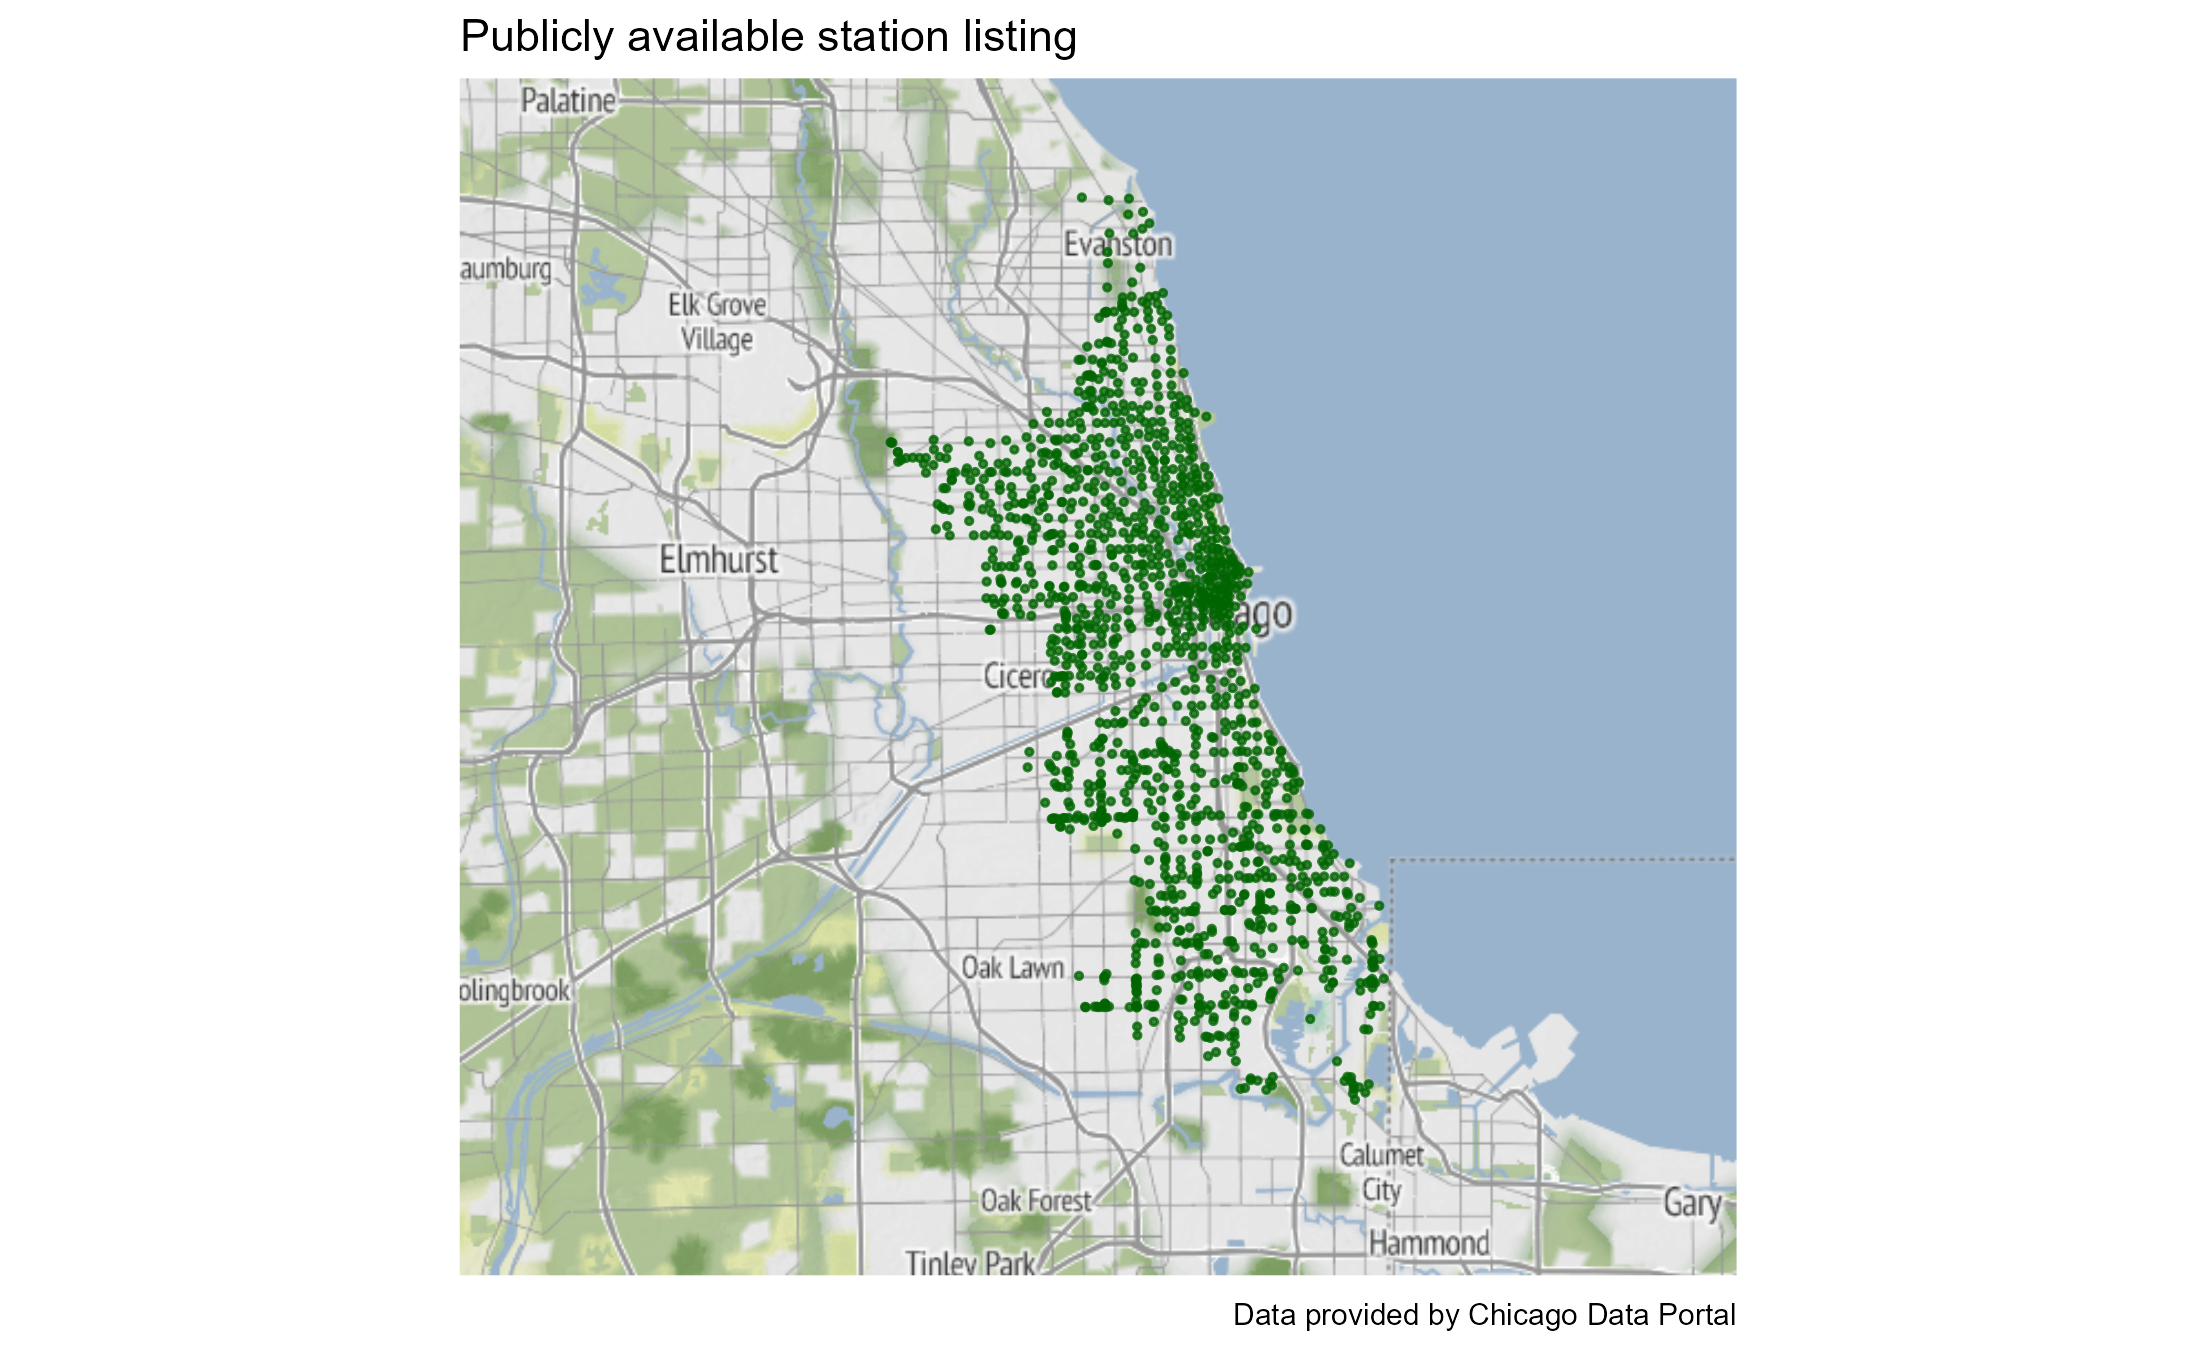 Publicly available station listing
Palatine
Evanston
aumburg
Elk Grove
Village
Elmhurst
ago
Cicero
Oak Lawn
olingbrook
Calumet
City
Oak Forest
Gary
Hammond
Tinley Park
Data provided by Chicago Data Portal